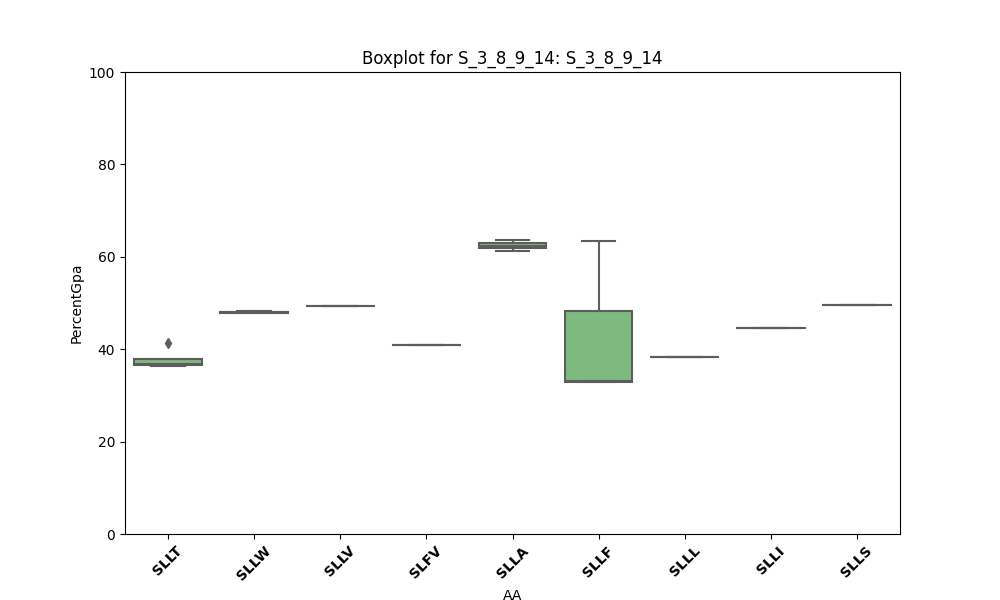 Boxplot for S_3_8_9_14: S_3_8_9_14
100
80
60
40
20
0
PercentGpa
SLLT SLLW SLLV SLFV SLLA SLLF SLLL SLLI SLLS
AA